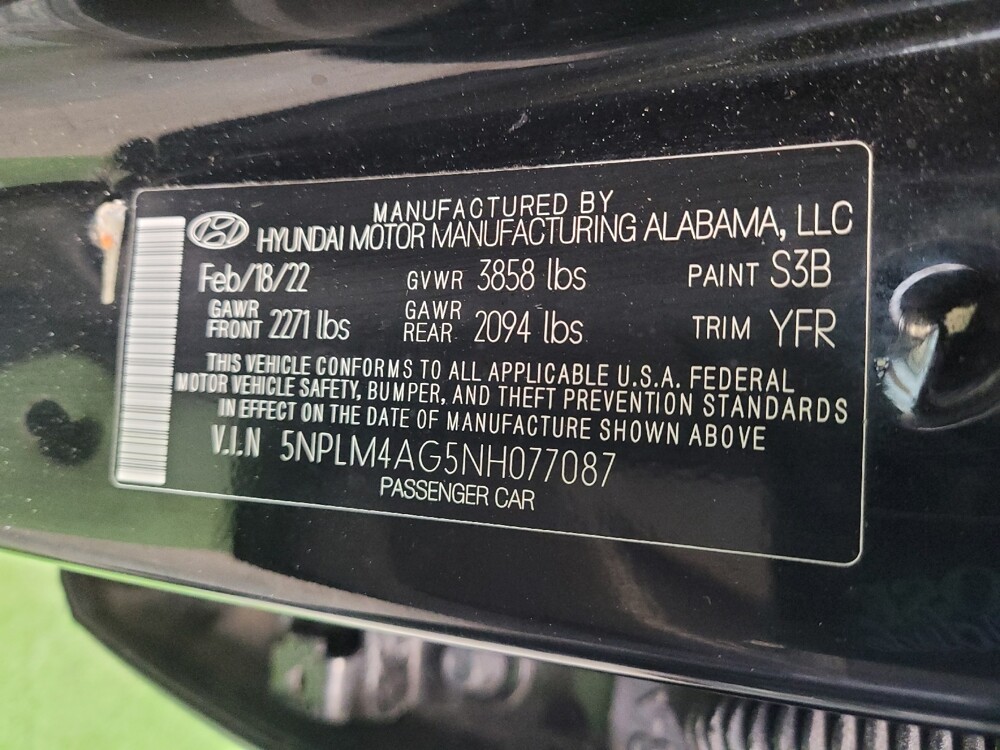 MANUFACTURED BY
HYUNDAI MOTOR MANUFACTURING ALABAMA, LLC
Feb/18/22 GVWR 3858 lbs PAINT S3B
GAWR FRONT 2271 lbs GAWR REAR 2094 lbs TRIM YFR
THIS VEHICLE CONFORMS TO ALL APPLICABLE U.S.A. FEDERAL
MOTOR VEHICLE SAFETY, BUMPER, AND THEFT PREVENTION STANDARDS
IN EFFECT ON THE DATE OF MANUFACTURE SHOWN ABOVE
V.I.N 5NPLM4AG5NH077087
PASSENGER CAR